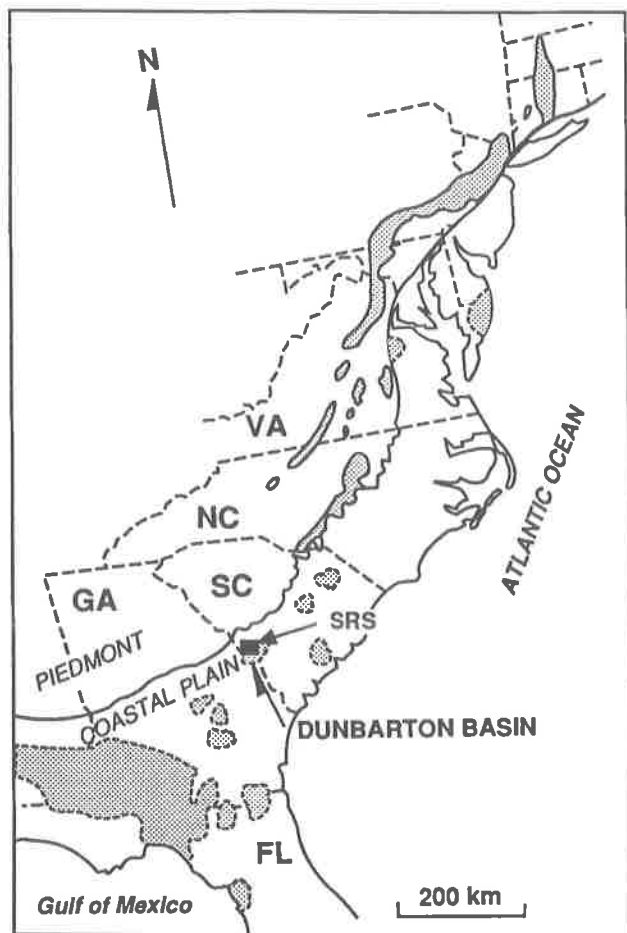 N
VA
ATLANTIC OCEAN
NC
SC
GA
SRS
PIEDMONT
COASTAL PLAIN
DUNBARTON BASIN
FL
Gulf of Mexico
200 km